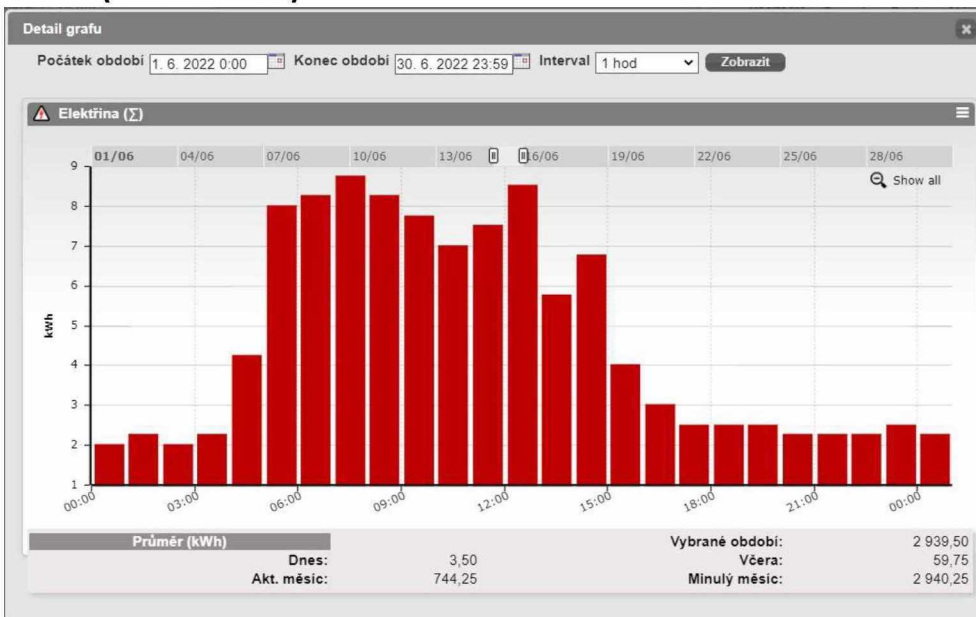 Detail grafu
Počátek období 1. 6. 2022 0:00 Konec období 30. 6. 2022 23:59 Interval 1 hod Zobrazit
Elektřina (∑)
01/06 04/06 07/06 10/06 13/06 16/06 19/06 22/06 25/06 28/06
Show all
9
8
7
6
5
4
3
2
1
kWh
00:00 03:00 06:00 09:00 12:00 15:00 18:00 21:00 00:00
Průměr (kWh) Vybrané období: 2 939,50
Dnes: 3,50 Včera: 59,75
Akt. měsíc: 744,25 Minulý měsíc: 2 940,25